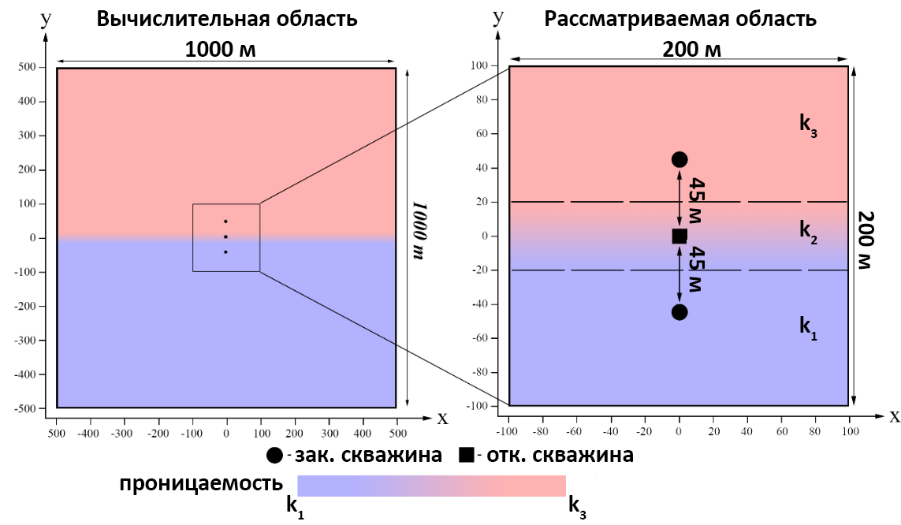 Вычислительная область
Рассматриваемая область
y
1000 м
500
400
300
200
100
0
-100
-200
-300
-400
-500
500 400 300 200 100 0 100 200 300 400 500
x
1000 m
y
200 м
100
80
60
40
20
0
-20
-40
-60
-80
-100
-100 -80 -60 -40 -20 0 20 40 60 80 100
x
200 м
k3
k2
k1
45 м
45 м
- зак. скважина
- отк. скважина
проницаемость
k1
k3